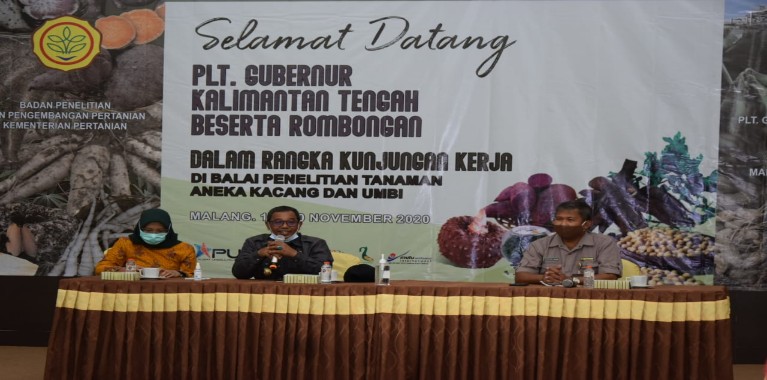 Selamat Datang
PLT. GUBERNUR
KALIMANTAN TENGAH
BESERTA ROMBONGAN
DALAM RANGKA KUNJUNGAN KERJA
DI BALAI PENELITIAN TANAMAN
ANEKA KACANG DAN UMBI
MALANG, NOVEMBER 2020
BADAN PENELITIAN
PENGEMBANGAN PERTANIAN
KEMENTERIAN PERTANIAN
PU
PLT. G